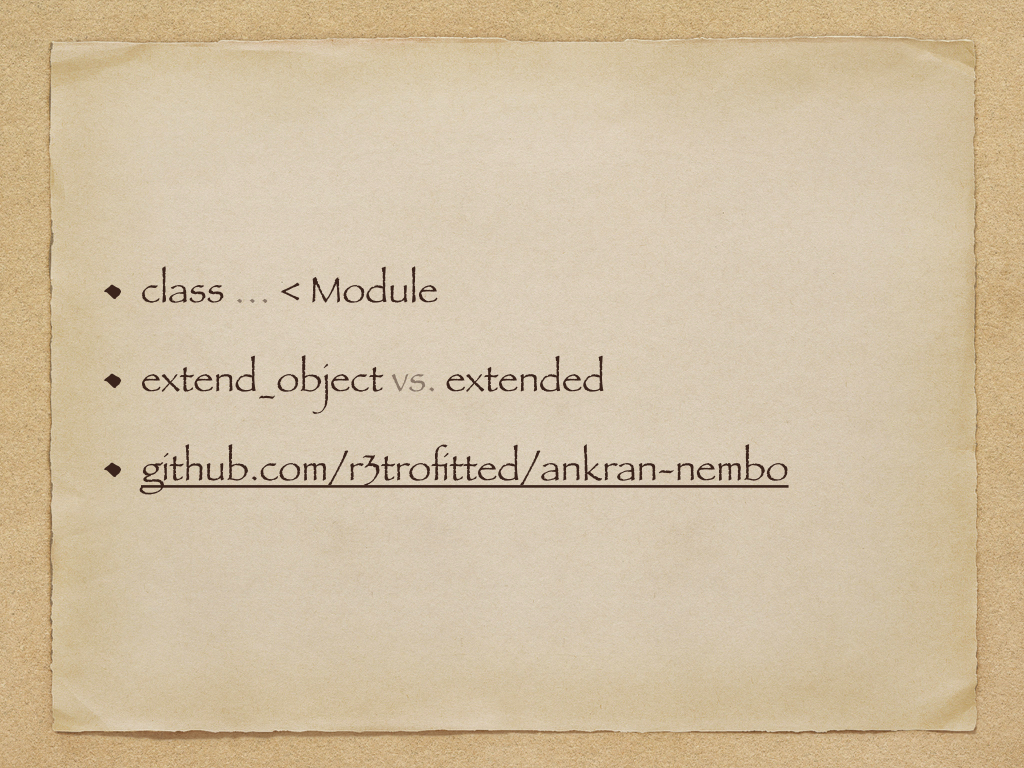 class … < Module
extend_object vs. extended
github.com/r3trofitted/ankran-nembo